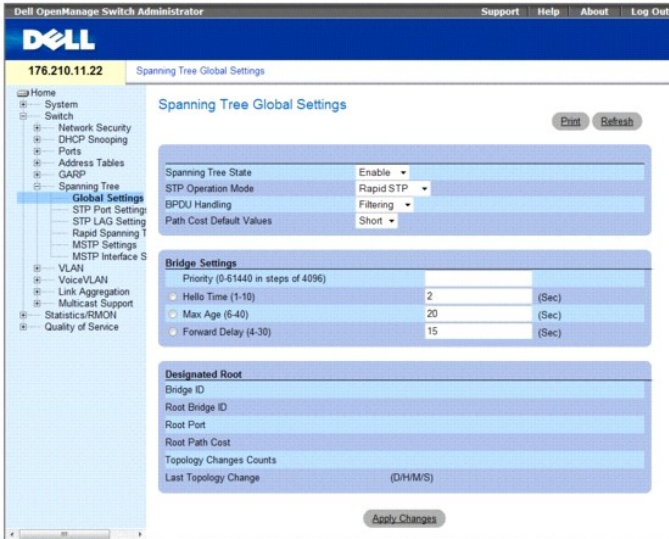 Dell OpenManage Switch Administrator
Support Help About Log Out
DELL
176.210.11.22
Spanning Tree Global Settings
Home
System
Switch
Network Security
DHCP Snooping
Ports
Address Tables
GARP
Spanning Tree
Global Settings
STP Port Settings
STP LAG Setting
Rapid Spanning T
MSTP Settings
MSTP Interface S
VLAN
VoiceVLAN
Link Aggregation
Multicast Support
Statistics/RMON
Quality of Service
Spanning Tree Global Settings
Print Refresh
Spanning Tree State Enable
STP Operation Mode Rapid STP
BPDU Handling Filtering
Path Cost Default Values Short
Bridge Settings
Priority (0-61440 in steps of 4096)
Hello Time (1-10) 2 (Sec)
Max Age (6-40) 20 (Sec)
Forward Delay (4-30) 15 (Sec)
Designated Root
Bridge ID
Root Bridge ID
Root Port
Root Path Cost
Topology Changes Counts
Last Topology Change (D/H/M/S)
Apply Changes